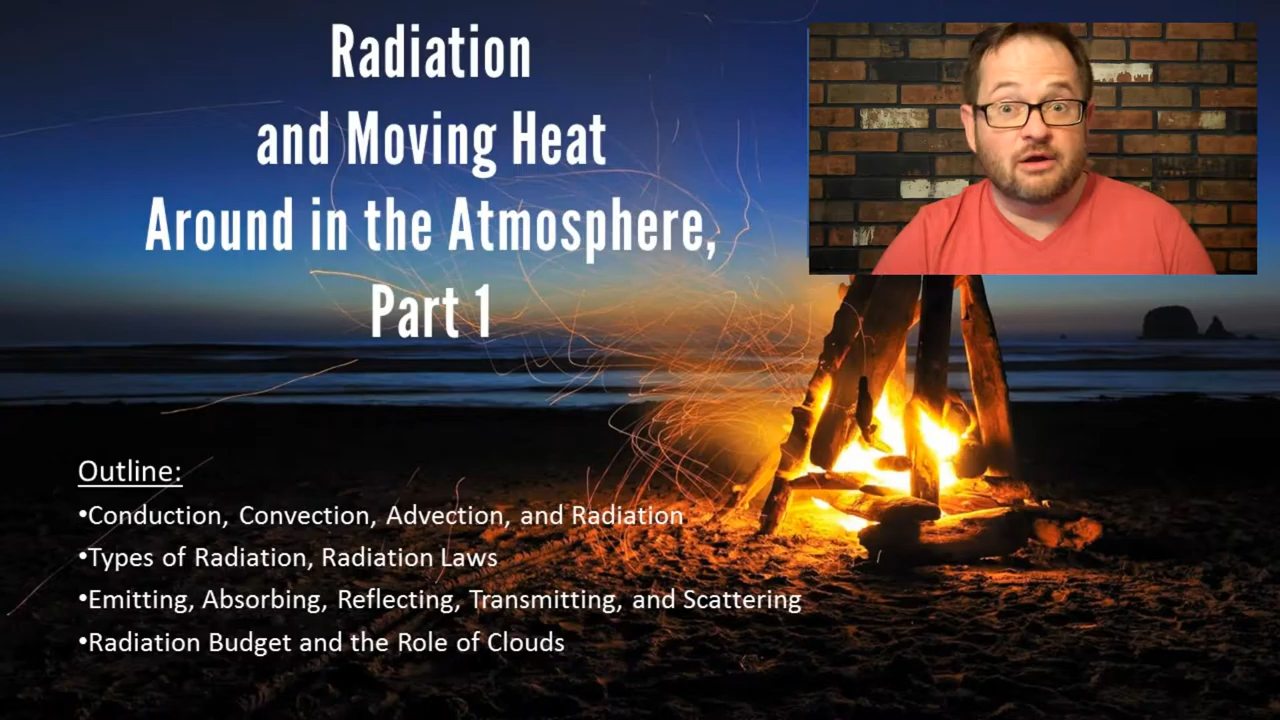 Radiation
and Moving Heat
Around in the Atmosphere,
Part 1
Outline:
•Conduction, Convection, Advection, and Radiation
•Types of Radiation, Radiation Laws
•Emitting, Absorbing, Reflecting, Transmitting, and Scattering
•Radiation Budget and the Role of Clouds